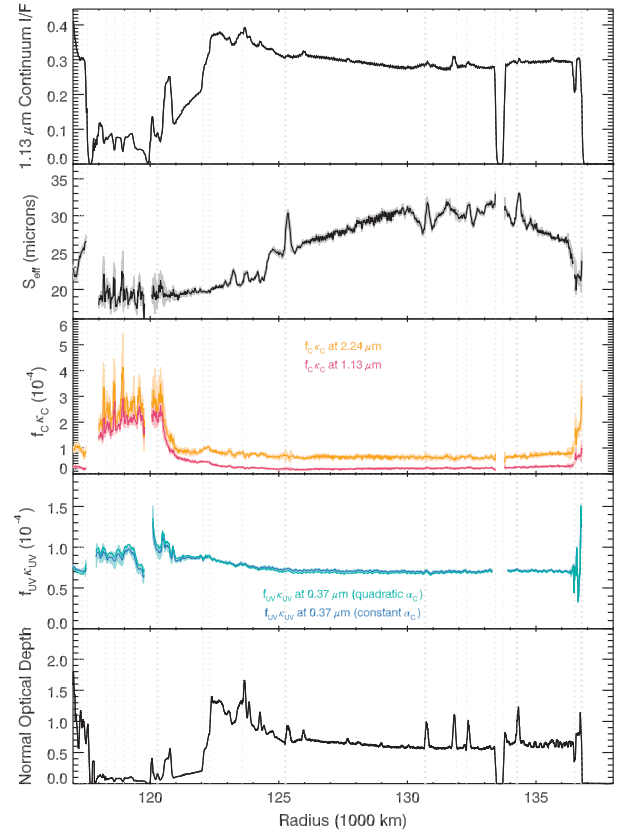 1.13 μm Continuum I/F
0.4
0.3
0.2
0.1
0.0
S_eff (microns)
35
30
25
20
f_C κ_C (10^-4)
6
5
4
3
2
1
0
f_C κ_C at 2.24 μm
f_C κ_C at 1.13 μm
f_UV κ_UV (10^-4)
1.5
1.0
0.5
0.0
f_UV κ_UV at 0.37 μm (quadratic α_C)
f_UV κ_UV at 0.37 μm (constant α_C)
Normal Optical Depth
2.0
1.5
1.0
0.5
0.0
120
125
130
135
Radius (1000 km)